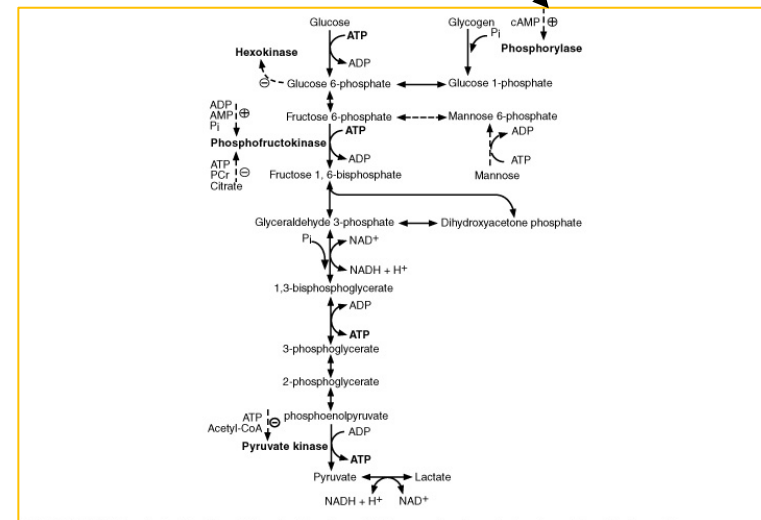 Glucose
Glycogen
cAMP ⊕
ATP
Pi
Phosphorylase
Hexokinase
ADP
⊖
Glucose 6-phosphate
Glucose 1-phosphate
ADP
AMP ⊕
Pi
Fructose 6-phosphate
Mannose 6-phosphate
ATP
ADP
Phosphofructokinase
ATP
PCr ⊖
Citrate
ADP
ATP
Fructose 1, 6-bisphosphate
Mannose
Glyceraldehyde 3-phosphate
Dihydroxyacetone phosphate
Pi
NAD+
NADH + H+
1,3-bisphosphoglycerate
ADP
ATP
3-phosphoglycerate
2-phosphoglycerate
phosphoenolpyruvate
ATP ⊖
Acetyl-CoA
ADP
Pyruvate kinase
ATP
Pyruvate
Lactate
NADH + H+
NAD+